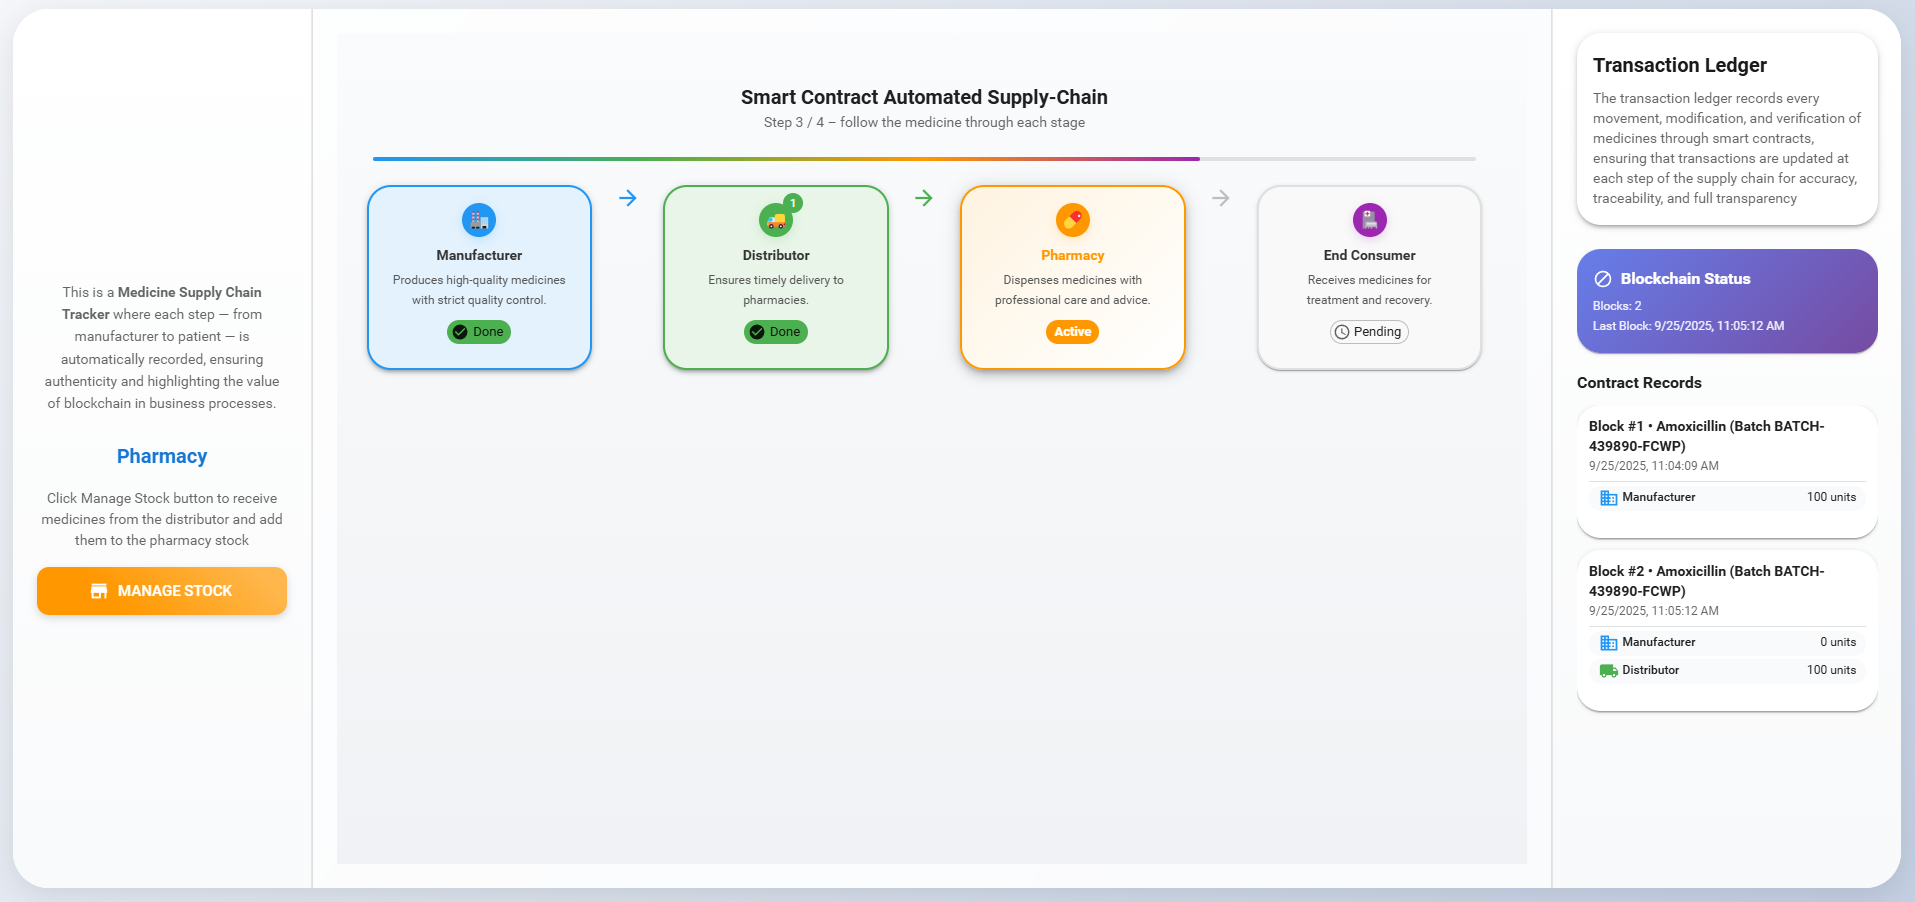 This is a Medicine Supply Chain
Tracker where each step — from
manufacturer to patient — is
automatically recorded, ensuring
authenticity and highlighting the value
of blockchain in business processes.
Pharmacy
Click Manage Stock button to receive
medicines from the distributor and add
them to the pharmacy stock
MANAGE STOCK
Smart Contract Automated Supply-Chain
Step 3 / 4 – follow the medicine through each stage
Manufacturer
Produces high-quality medicines
with strict quality control.
Done
1
Distributor
Ensures timely delivery to
pharmacies.
Done
Pharmacy
Dispenses medicines with
professional care and advice.
Active
End Consumer
Receives medicines for
treatment and recovery.
Pending
Transaction Ledger
The transaction ledger records every
movement, modification, and verification of
medicines through smart contracts,
ensuring that transactions are updated at
each step of the supply chain for accuracy,
traceability, and full transparency
Blockchain Status
Blocks: 2
Last Block: 9/25/2025, 11:05:12 AM
Contract Records
Block #1 • Amoxicillin (Batch BATCH-
439890-FCWP)
9/25/2025, 11:04:09 AM
Manufacturer 100 units
Block #2 • Amoxicillin (Batch BATCH-
439890-FCWP)
9/25/2025, 11:05:12 AM
Manufacturer 0 units
Distributor 100 units